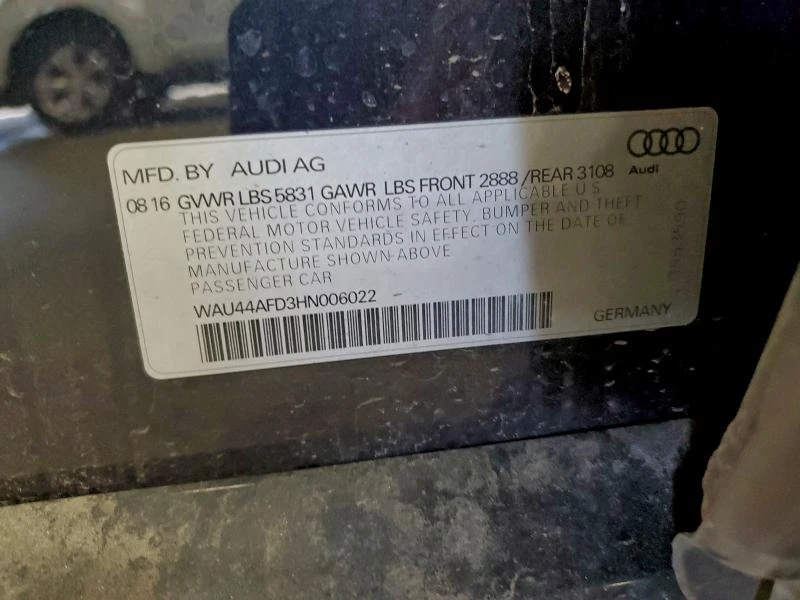 MFD. BY AUDI AG
Audi
08 16 GVWR LBS 5831 GAWR LBS FRONT 2888 /REAR 3108
THIS VEHICLE CONFORMS TO ALL APPLICABLE U S
FEDERAL MOTOR VEHICLE SAFETY, BUMPER AND THEFT
PREVENTION STANDARDS IN EFFECT ON THE DATE OF
MANUFACTURE SHOWN ABOVE
PASSENGER CAR
WAU44AFD3HN006022
GERMANY